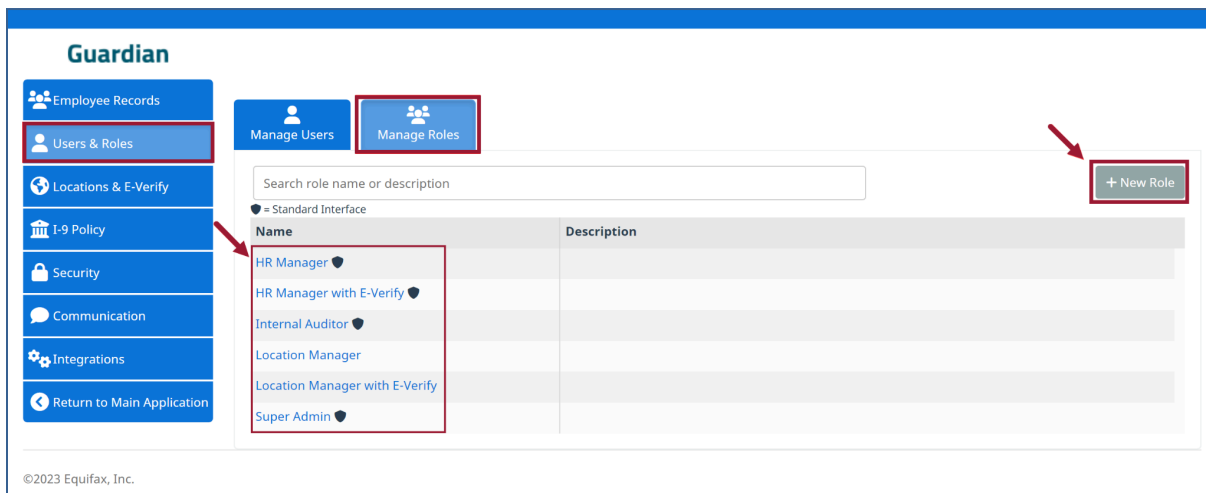 Guardian
Employee Records
Users & Roles
Locations & E-Verify
I-9 Policy
Security
Communication
Integrations
Return to Main Application
Manage Users
Manage Roles
Search role name or description
+ New Role
= Standard Interface
Name Description
HR Manager
HR Manager with E-Verify
Internal Auditor
Location Manager
Location Manager with E-Verify
Super Admin
©2023 Equifax, Inc.